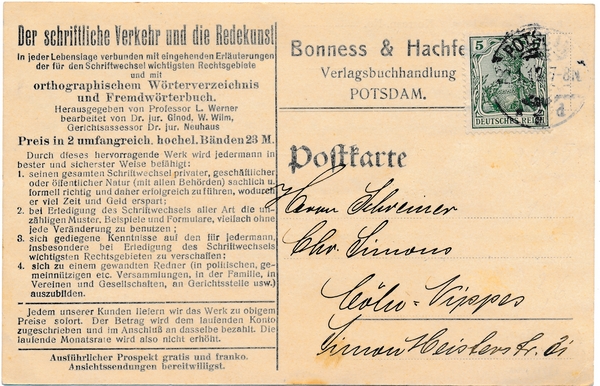 Der schriftliche Verkehr und die Redekunst
in jeder Lebenslage verbunden mit eingehenden Erläuterungen
der für den Schriftwechsel wichtigsten Rechtsgebiete
und mit
orthographischem Wörterverzeichnis
und Fremdwörterbuch.
Herausgegeben von Professor L. Werner
bearbeitet von Dr. jur. Glnod, W. Wilm,
Gerichtsassessor Dr. jur. Neuhaus
Preis in 2 umfangreich. hochel. Bänden 23 M.
Durch dieses hervorragende Werk wird jedermann in
bester und sicherster Weise befähigt:
1. seinen gesamten Schriftwechsel privater, geschäftlicher
oder öffentlicher Natur (mit allen Behörden) sachlich u.
formell richtig und daher erfolgreich zu führen, wodurch
er viel Zeit und Geld erspart;
2. bei Erledigung des Schriftwechsels aller Art die un-
zähligen Muster, Beispiele und Formulare, vielfach ohne
jede Veränderung zu benutzen;
3. sich gediegene Kenntnisse auf den für jedermann,
insbesondere bei Erledigung des Schriftwechsels
wichtigsten Rechtsgebieten zu verschaffen;
4. sich zu einem gewandten Redner (in politischen, ge-
meinnützigen etc. Versammlungen, in der Familie, in
Vereinen und Gesellschaften, an Gerichtsstelle usw.)
auszubilden.
Jedem unserer Kunden liefern wir das Werk zu obigem
Preise sofort. Der Betrag wird dem laufenden Konto
zugeschrieben und im Anschluß an dasselbe bezahlt. Die
laufende Monatsrate wird also nicht erhöht.
Ausführlicher Prospekt gratis und franko.
Ansichtssendungen bereitwilligst.
Bonness & Hachfe
Verlagsbuchhandlung
POTSDAM.
5
DEUTSCHES REICH
POTS
7-8N
d
Postkarte
Herrn Schreiner
Chr. Simons
Cöln-Nippes
Simon Meisterstr.